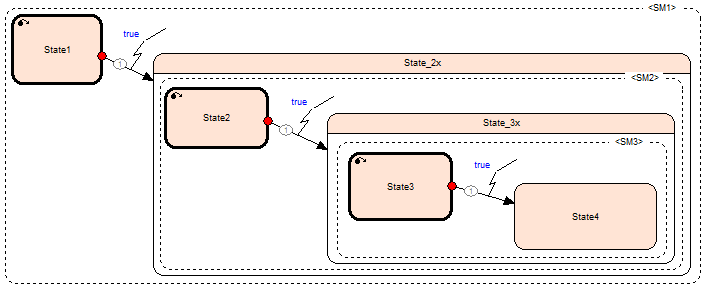 <SM1>
true
State1
1
State_2x
<SM2>
true
State2
1
State_3x
<SM3>
true
State3
1
State4